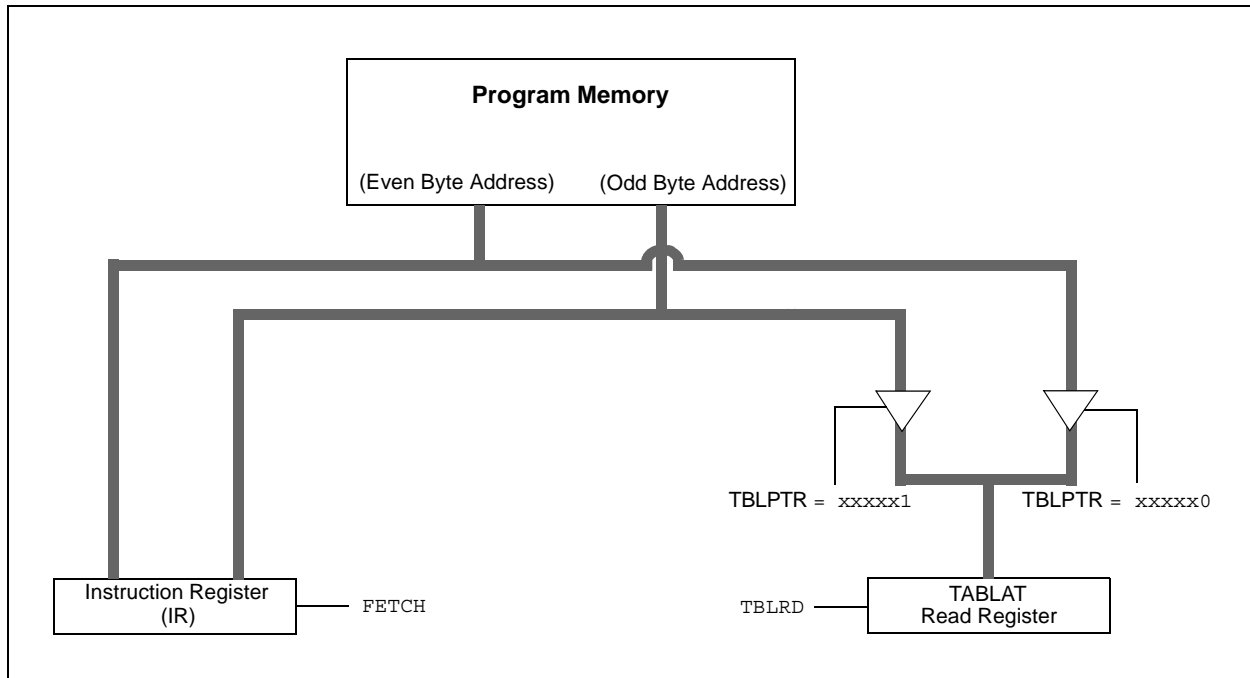 Program Memory
(Even Byte Address)
(Odd Byte Address)
TBLPTR = xxxxx1
TBLPTR = xxxxx0
Instruction Register
(IR)
FETCH
TBLRD
TABLAT
Read Register